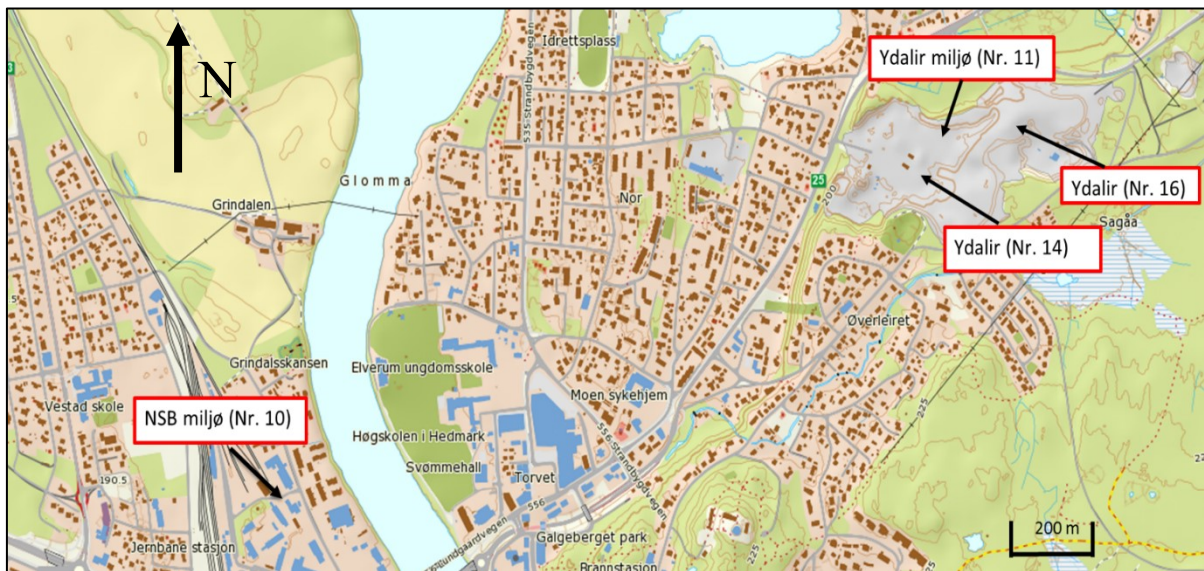 N
Idrettsplass
Ydalir miljø (Nr. 11)
535 Strandbygdvegen
Glomma
Grindalen
Nor
25
200
Ydalir (Nr. 16)
Sagåa
Ydalir (Nr. 14)
Øverleiret
Grindalsskansen
Elverum ungdomsskole
Vestad skole
Moen sykehjem
225
NSB miljø (Nr. 10)
Høgskolen i Hedmark
556 Strandbygdvegen
Svømmehall
190.5
Torvet
556
200 m
Jernbane stasjon
Galgeberget park
225
Brannstasjon